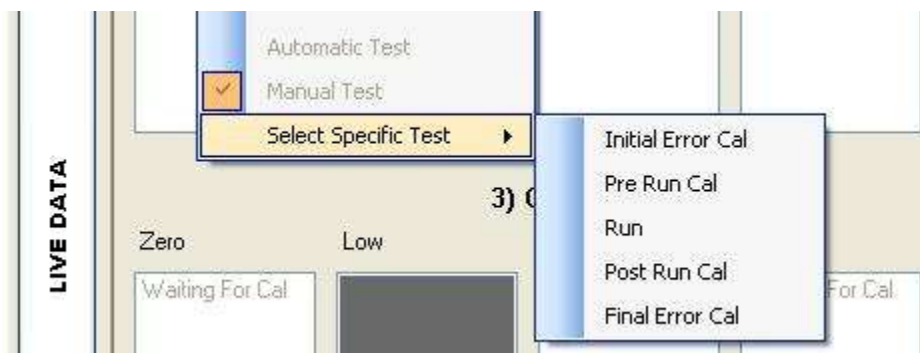 Automatic Test
Manual Test
Select Specific Test
Initial Error Cal
Pre Run Cal
Run
Post Run Cal
Final Error Cal
LIVE DATA
3)
Zero
Low
Waiting For Cal
For Cal